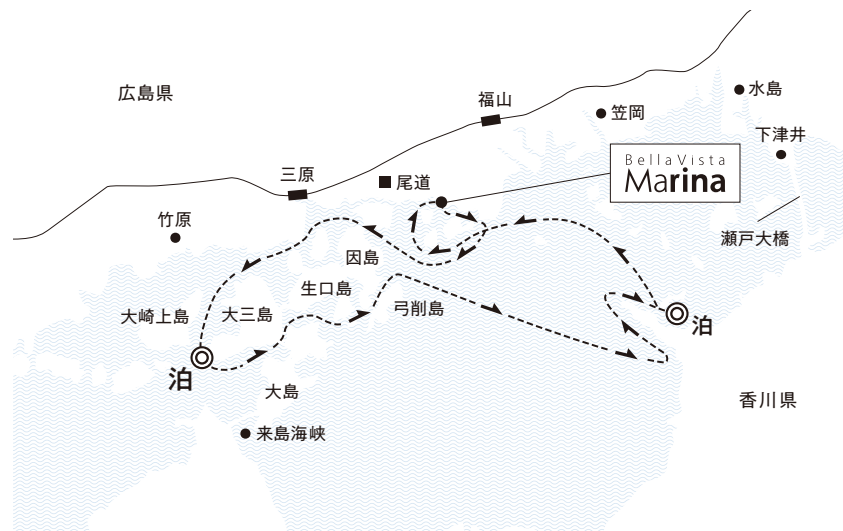 水島
広島県
福山
笠岡
下津井
BellaVista
Marina
三原
尾道
竹原
瀬戸大橋
因島
生口島
弓削島
大崎上島
大三島
泊
泊
大島
香川県
来島海峡